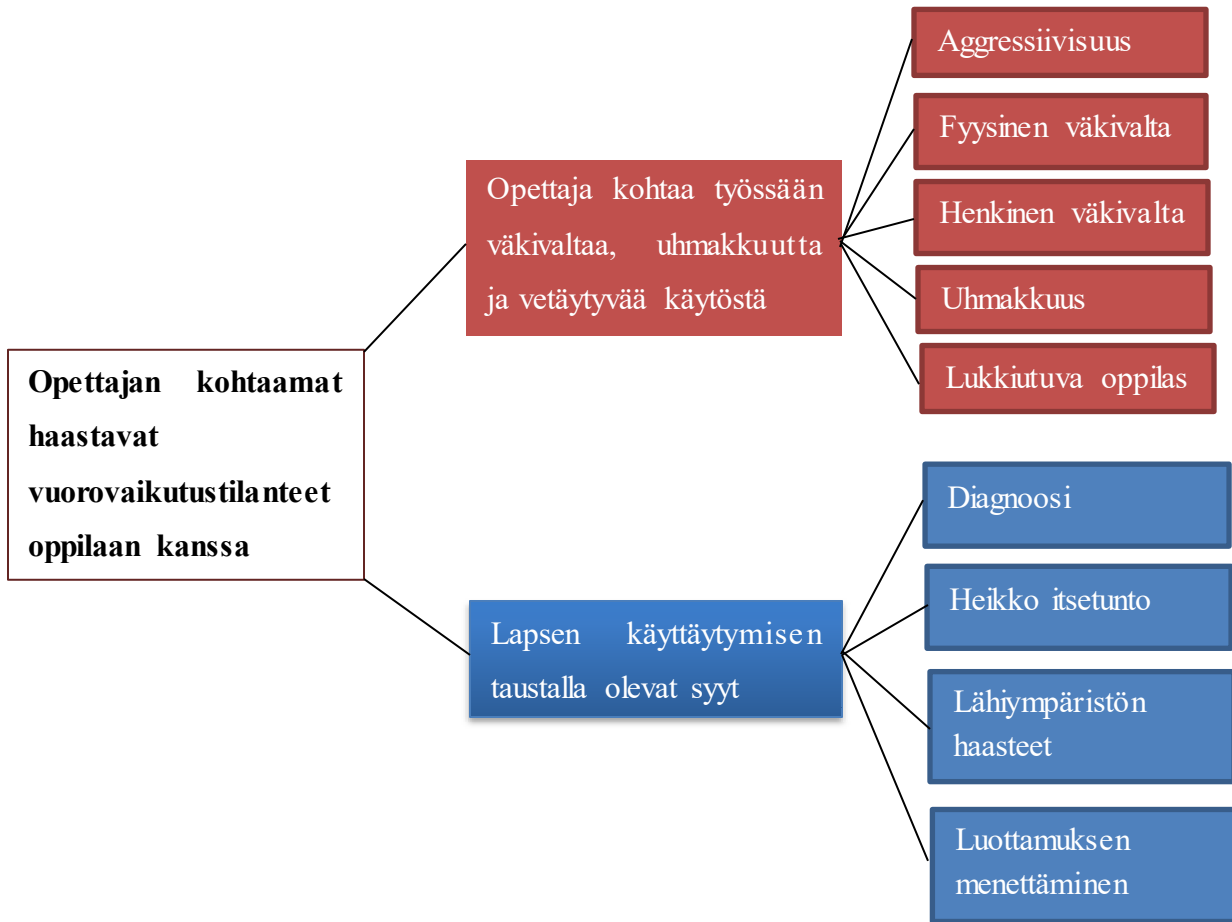 Opettajan kohtaamat
haastavat
vuorovaikutustilanteet
oppilaan kanssa
Opettaja kohtaa työssään
väkivaltaa, uhmakkuutta
ja vetäytyvää käytöstä
Aggressiivisuus
Fyysinen väkivalta
Henkinen väkivalta
Uhmakkuus
Lukkiutuva oppilas
Lapsen käyttäytymisen
taustalla olevat syyt
Diagnoosi
Heikko itsetunto
Lähiympäristön
haasteet
Luottamuksen
menettäminen